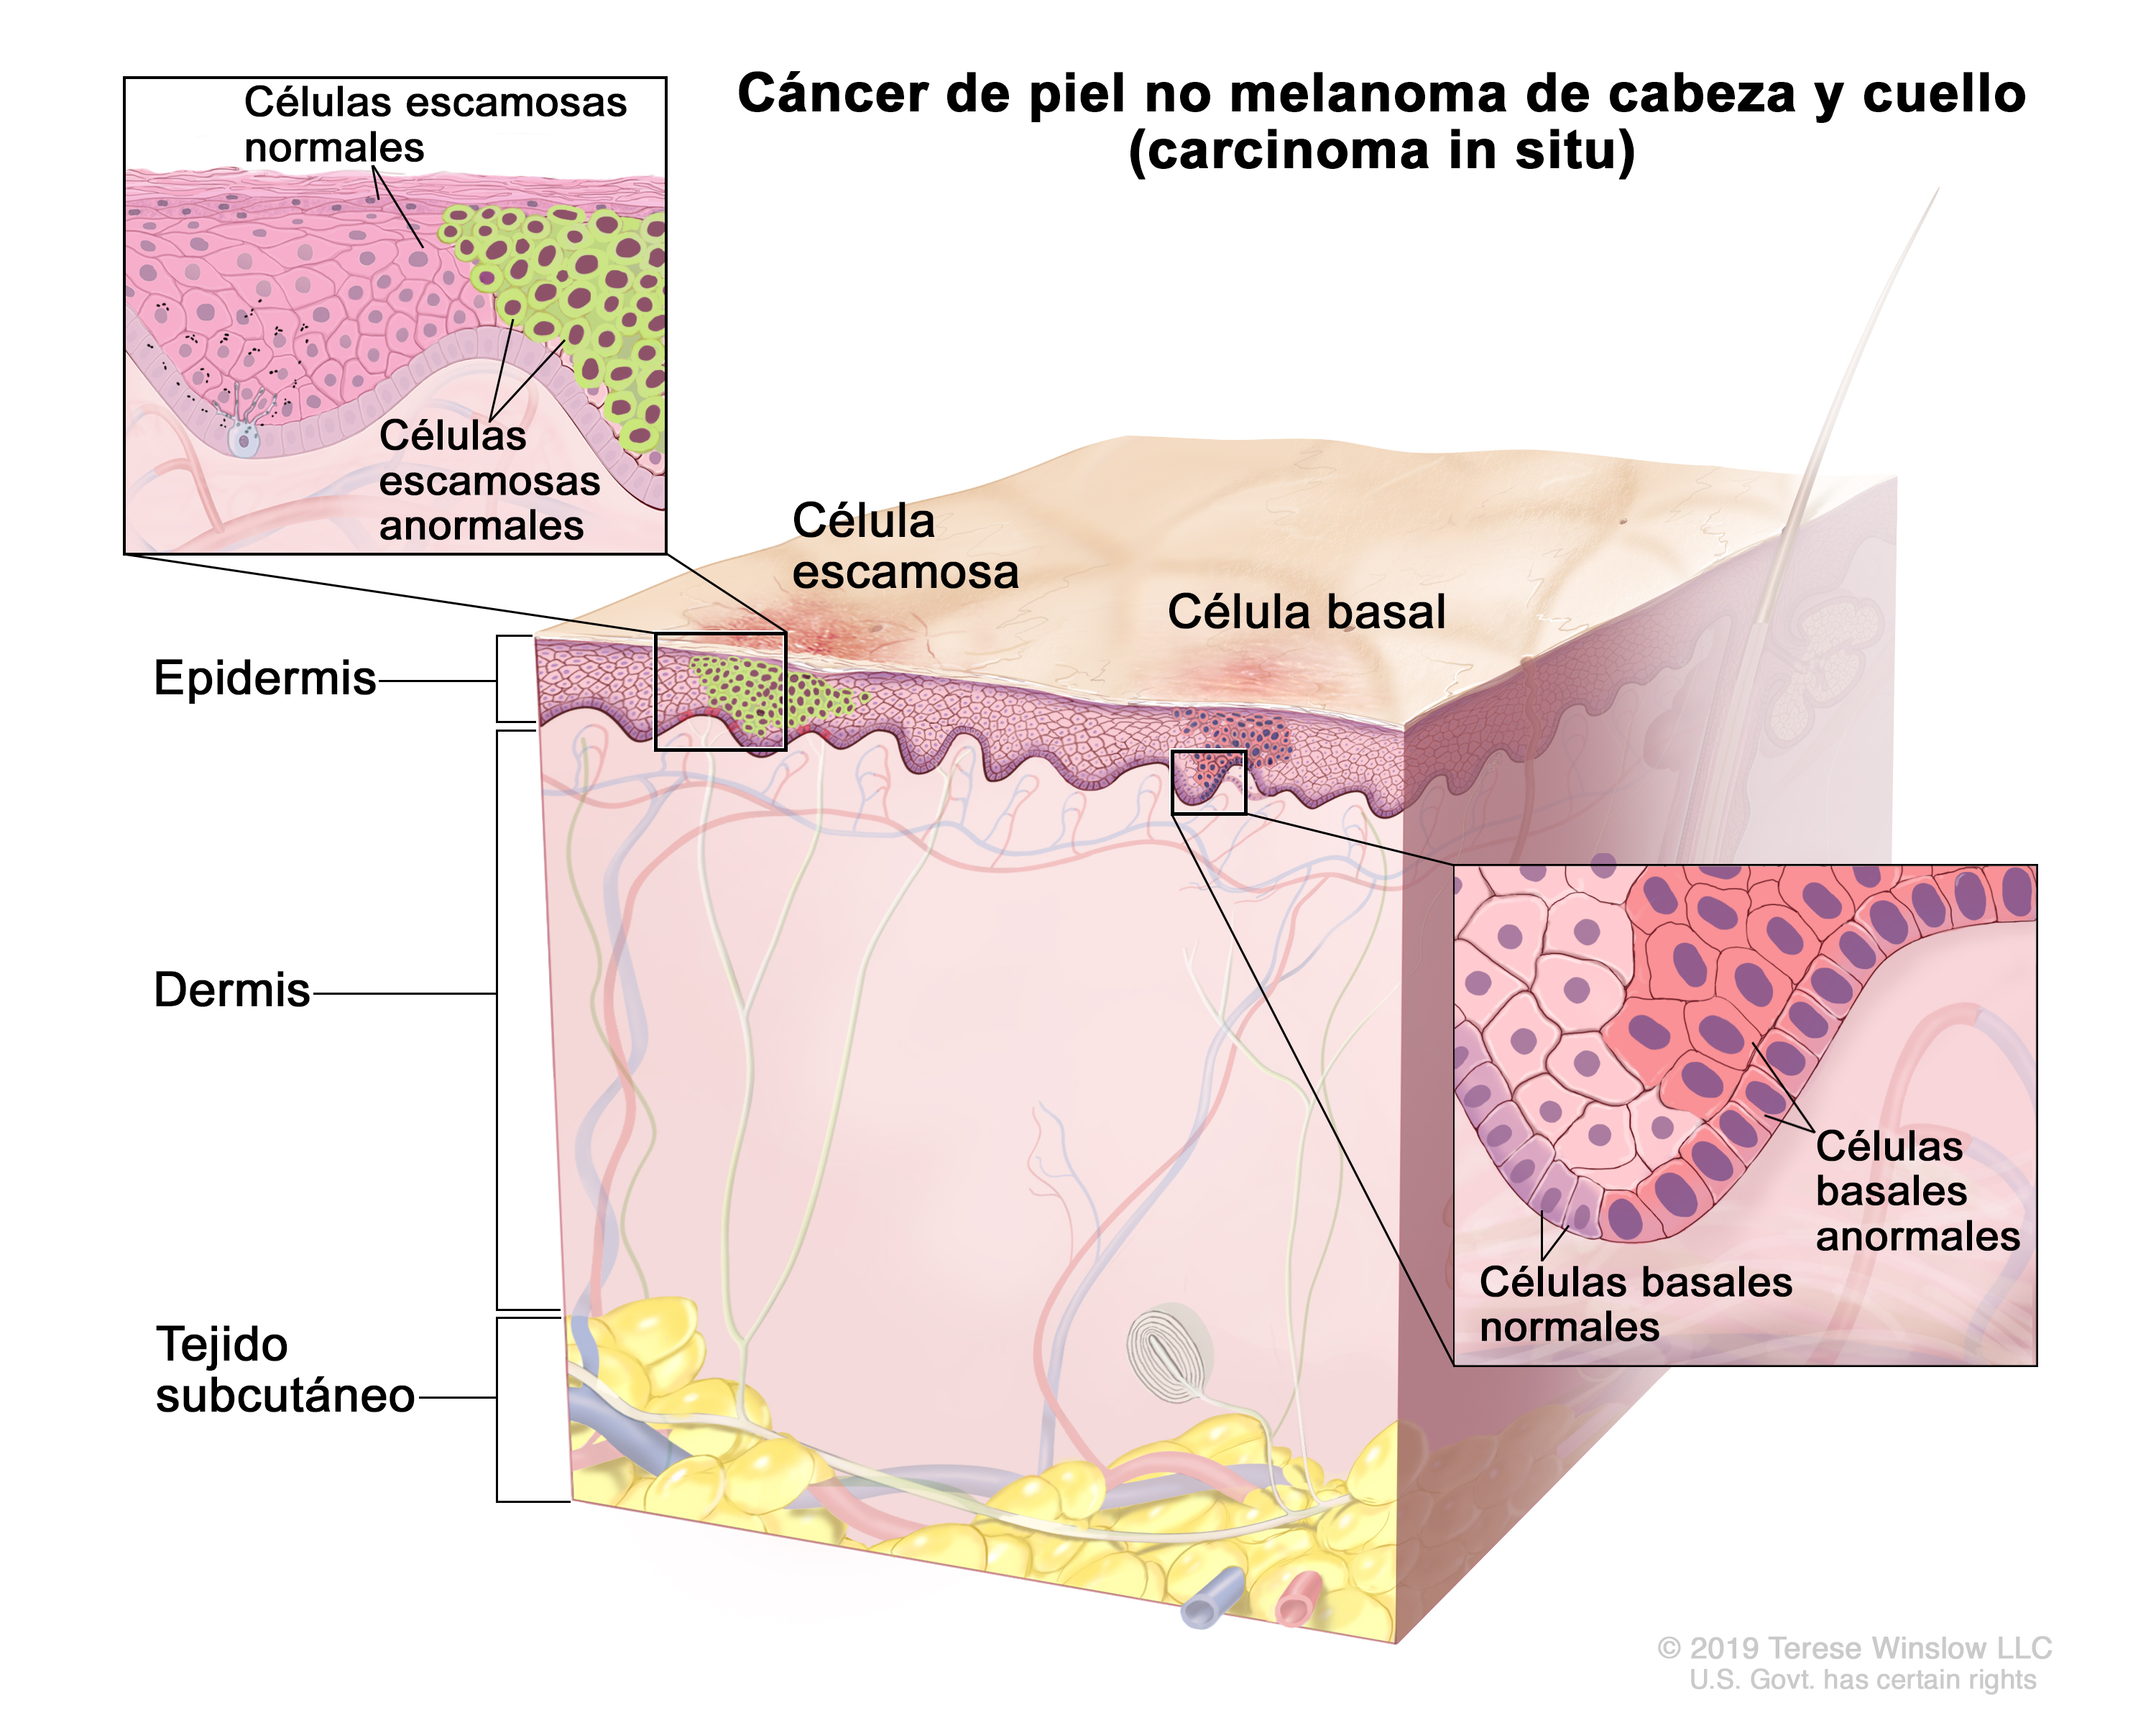 Cáncer de piel no melanoma de cabeza y cuello
(carcinoma in situ)
Células escamosas
normales
Células
escamosas
anormales
Célula
escamosa
Célula basal
Epidermis
Dermis
Tejido
subcutáneo
Células
basales
anormales
Células basales
normales
© 2019 Terese Winslow LLC
U.S. Govt. has certain rights